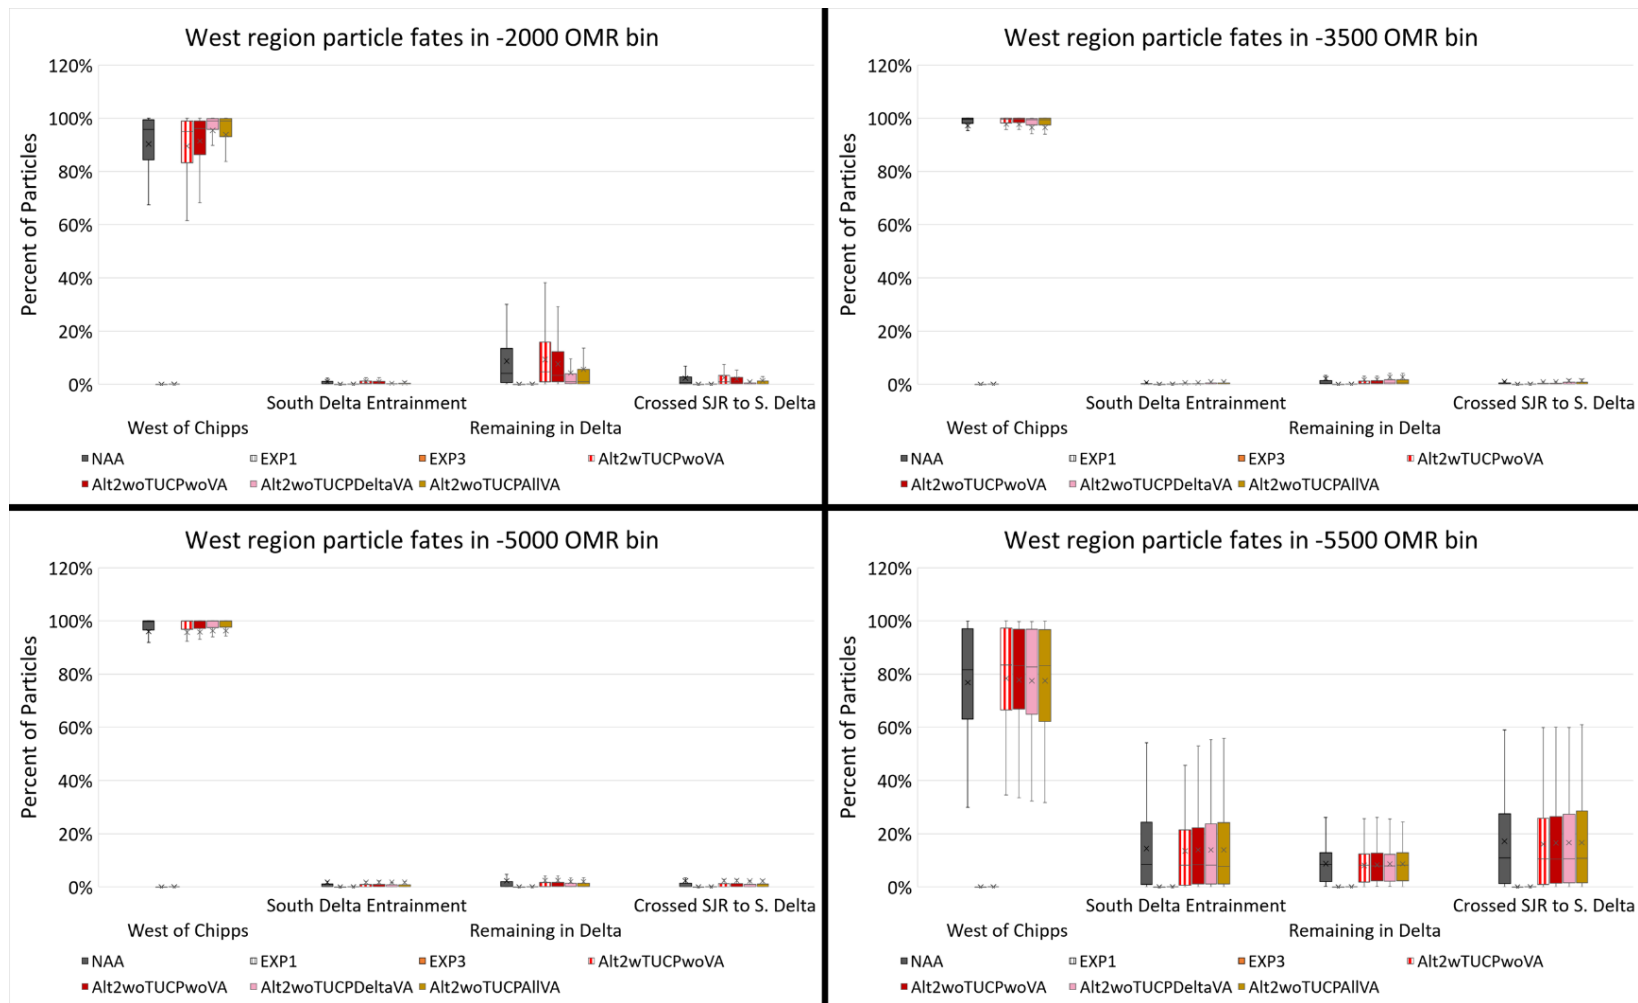 West region particle fates in -2000 OMR bin
120%
100%
80%
60%
40%
20%
0%
Percent of Particles
South Delta Entrainment
Crossed SJR to S. Delta
West of Chipps
Remaining in Delta
NAA
EXP1
EXP3
Alt2wTUCPwoVA
Alt2woTUCPwoVA
Alt2woTUCPDeltaVA
Alt2woTUCPAllVA
West region particle fates in -3500 OMR bin
120%
100%
80%
60%
40%
20%
0%
Percent of Particles
South Delta Entrainment
Crossed SJR to S. Delta
West of Chipps
Remaining in Delta
NAA
EXP1
EXP3
Alt2wTUCPwoVA
Alt2woTUCPwoVA
Alt2woTUCPDeltaVA
Alt2woTUCPAllVA
West region particle fates in -5000 OMR bin
120%
100%
80%
60%
40%
20%
0%
Percent of Particles
South Delta Entrainment
Crossed SJR to S. Delta
West of Chipps
Remaining in Delta
NAA
EXP1
EXP3
Alt2wTUCPwoVA
Alt2woTUCPwoVA
Alt2woTUCPDeltaVA
Alt2woTUCPAllVA
West region particle fates in -5500 OMR bin
120%
100%
80%
60%
40%
20%
0%
Percent of Particles
South Delta Entrainment
Crossed SJR to S. Delta
West of Chipps
Remaining in Delta
NAA
EXP1
EXP3
Alt2wTUCPwoVA
Alt2woTUCPwoVA
Alt2woTUCPDeltaVA
Alt2woTUCPAllVA